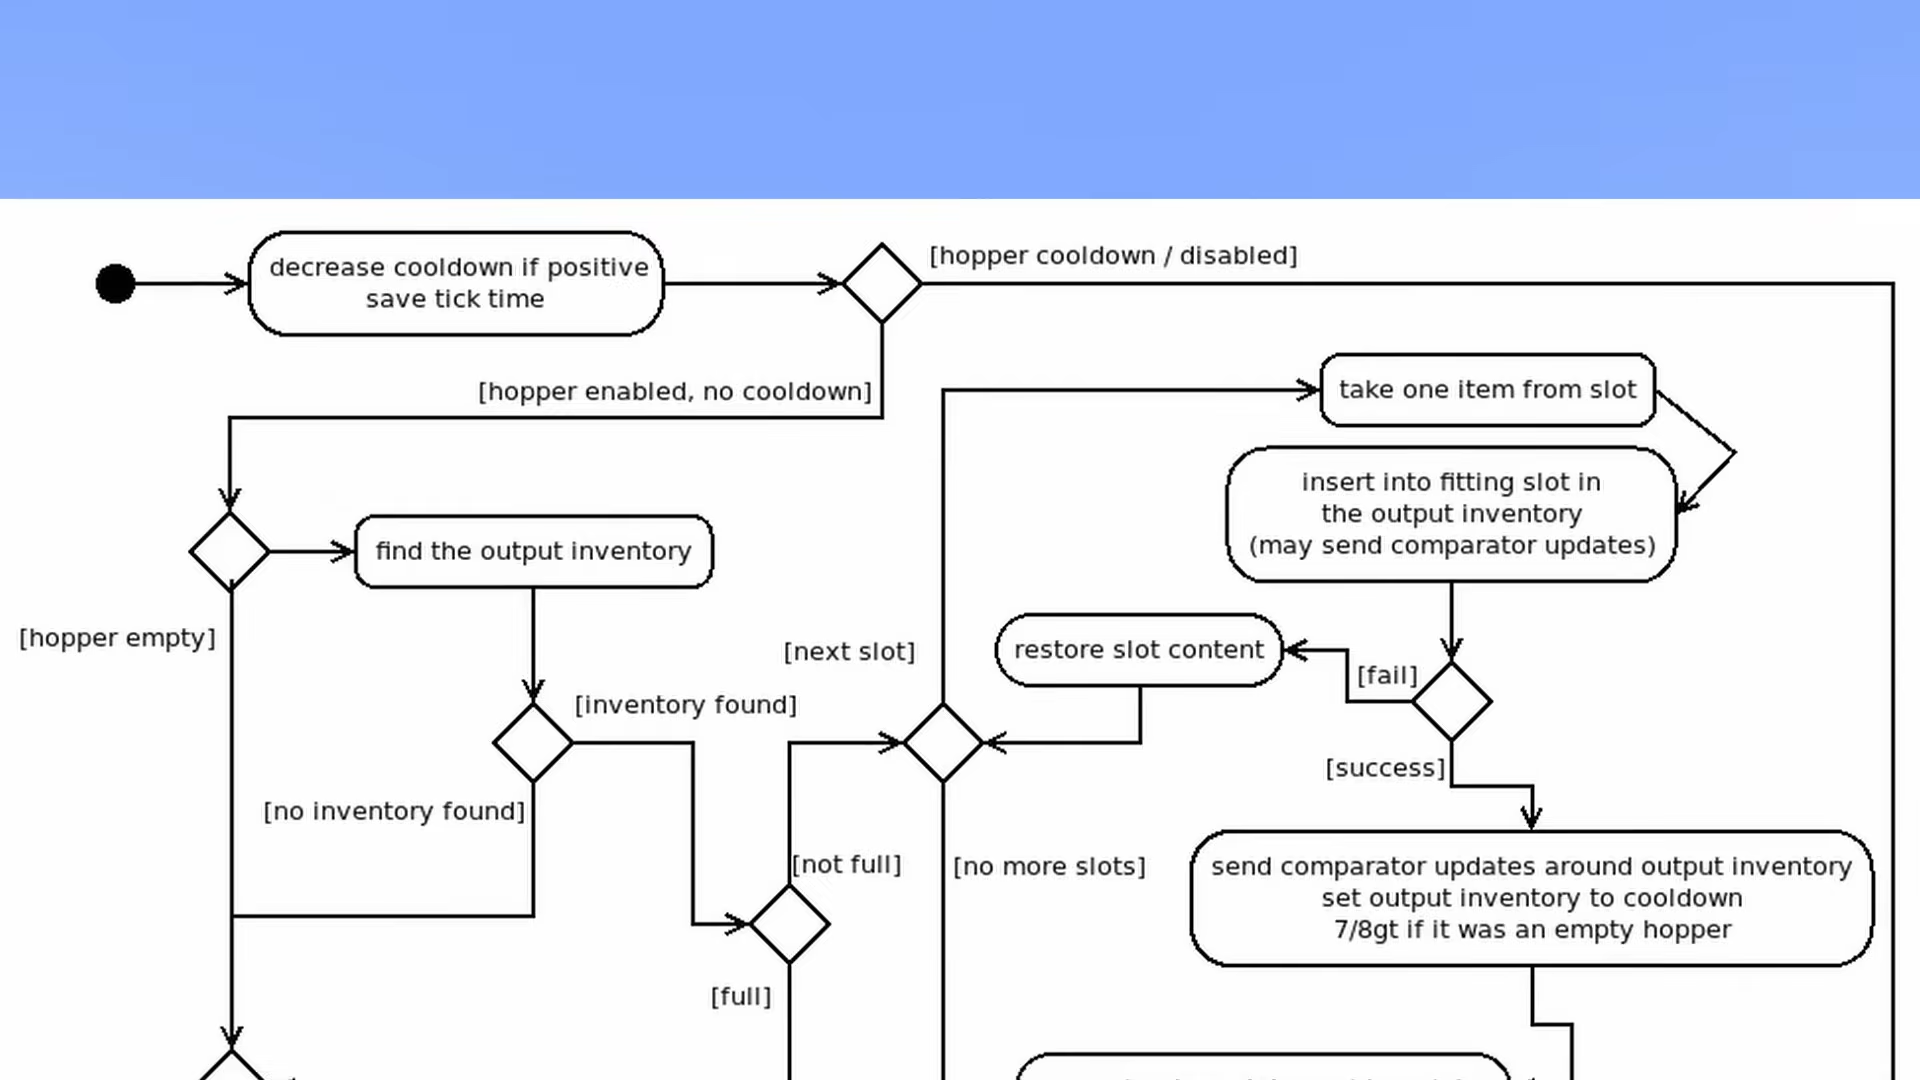 decrease cooldown if positive
save tick time
[hopper cooldown / disabled]
[hopper enabled, no cooldown]
take one item from slot
insert into fitting slot in
the output inventory
(may send comparator updates)
find the output inventory
[hopper empty]
[next slot]
restore slot content
[fail]
[inventory found]
[success]
[no inventory found]
[not full]
[no more slots]
send comparator updates around output inventory
set output inventory to cooldown
7/8gt if it was an empty hopper
[full]